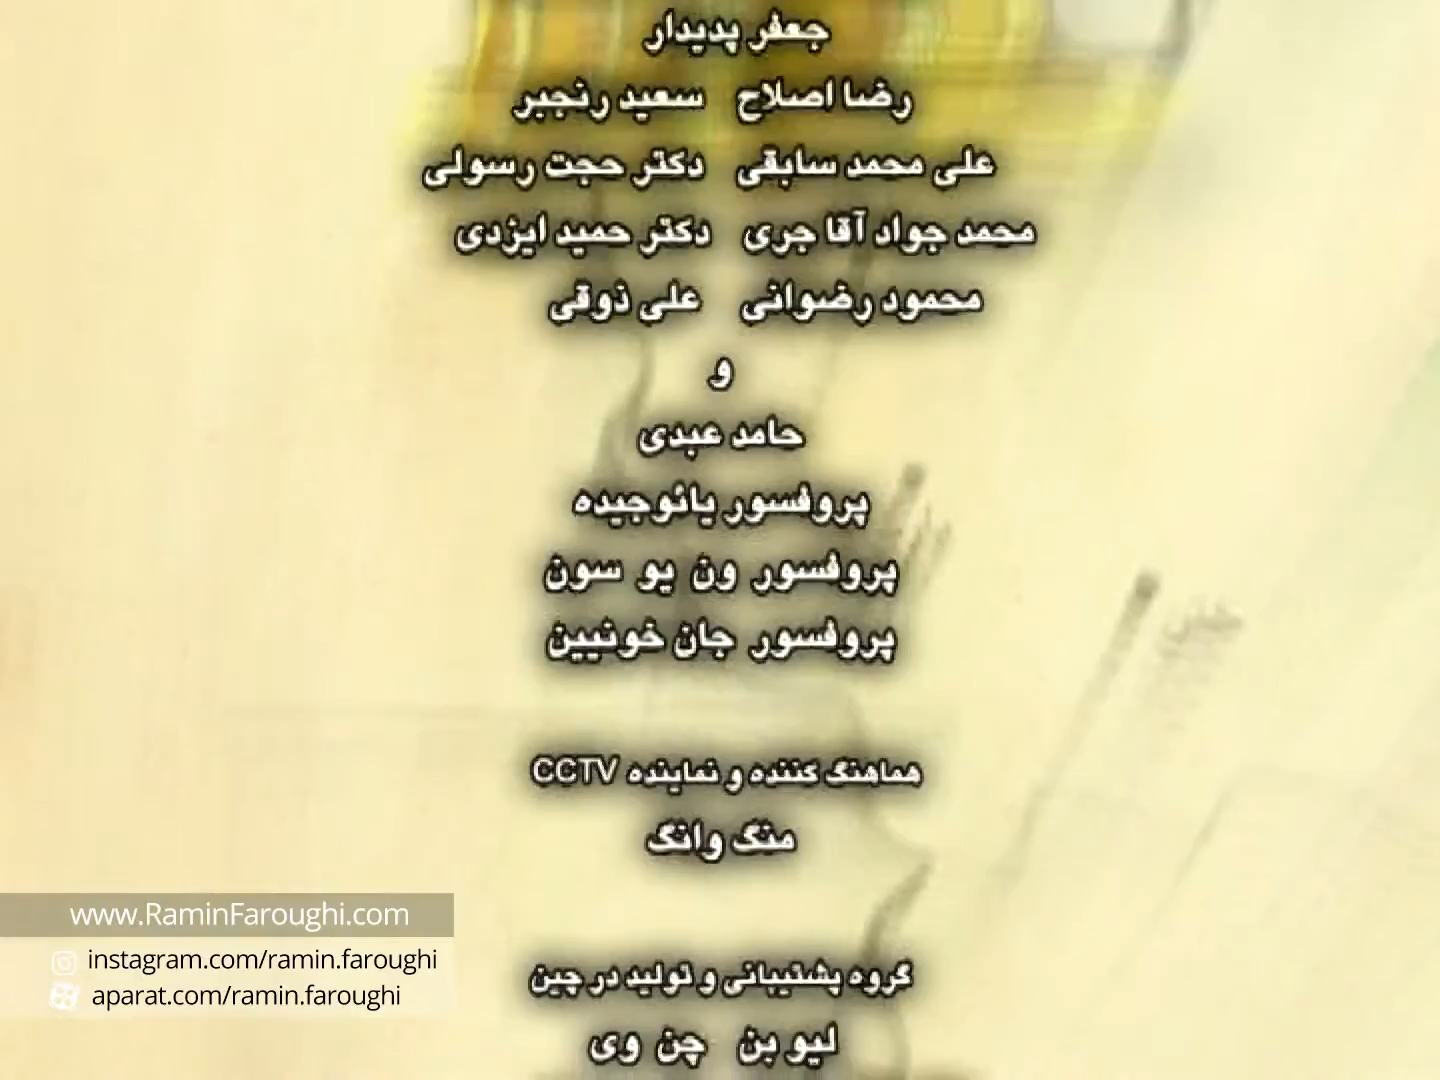 جعفر پدیدار
رضا اصلاح سعید رنجبر
علی محمد سابقی دکتر حجت رسولی
محمد جواد آقا جری دکتر حمید ایزدی
محمود رضوانی علی ذوقی
و
حامد عبدی
پروفسور یائوجیده
پروفسور ون یو سون
پروفسور جان خونیین
هماهنگ کننده و نماینده CCTV
منگ وانگ
گروه پشتیبانی و تولید در چین
لیو بن چن وی
www.RaminFaroughi.com
instagram.com/ramin.faroughi
aparat.com/ramin.faroughi